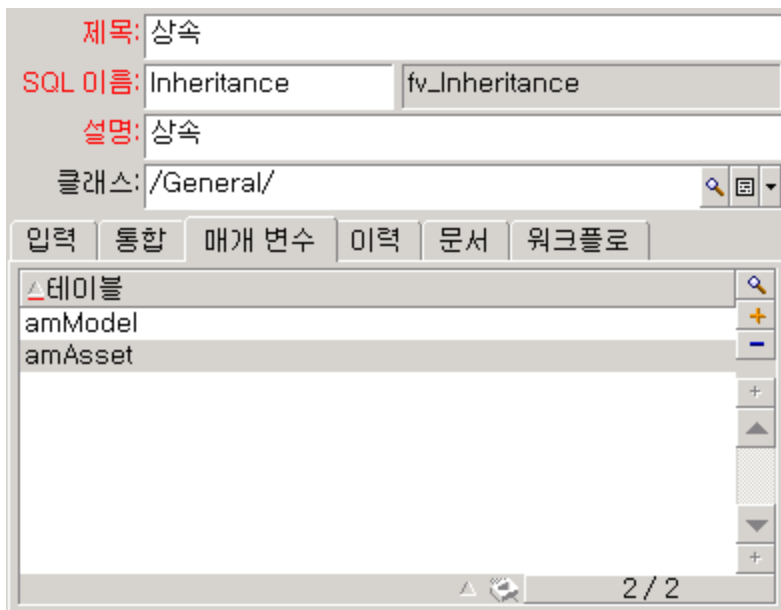 제목: 상속
SQL 이름: Inheritance fv_Inheritance
설명: 상속
클래스: /General/
입력 통합 매개 변수 이력 문서 워크플로
테이블
amModel
amAsset
2 / 2